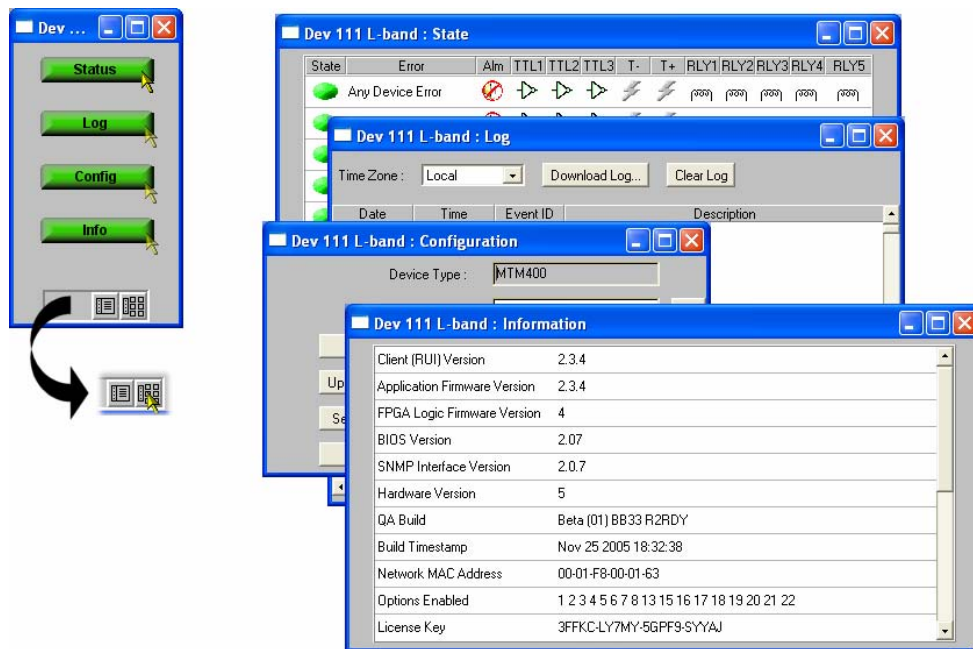 Dev ...
Status
Log
Config
Info
Dev 111 L-band : State
State Error Alm TTL1 TTL2 TTL3 T- T+ RLY1 RLY2 RLY3 RLY4 RLY5
Any Device Error
Dev 111 L-band : Log
Time Zone : Local Download Log... Clear Log
Date Time Event ID Description
Dev 111 L-band : Configuration
Device Type : MTM400
Up
Se
Dev 111 L-band : Information
Client (RUI) Version 2.3.4
Application Firmware Version 2.3.4
FPGA Logic Firmware Version 4
BIOS Version 2.07
SNMP Interface Version 2.0.7
Hardware Version 5
QA Build Beta (01) BB33 R2RDY
Build Timestamp Nov 25 2005 18:32:38
Network MAC Address 00-01-F8-00-01-63
Options Enabled 1 2 3 4 5 6 7 8 13 15 16 17 18 19 20 21 22
License Key 3FFKC-LY7MY-5GPF9-SYYAJ